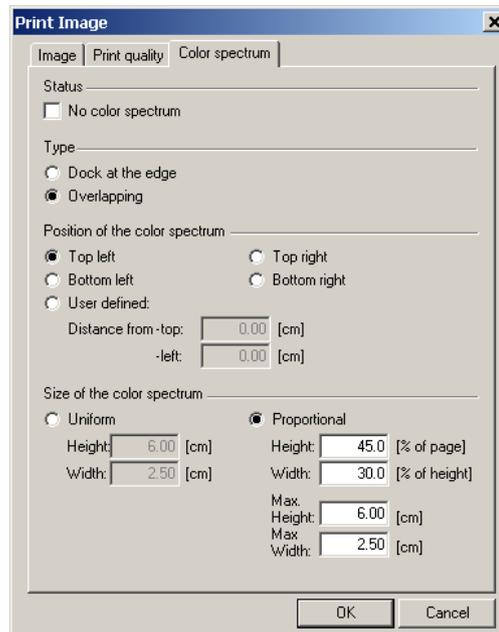 Print Image
Image Print quality Color spectrum
Status
No color spectrum
Type
Dock at the edge
Overlapping
Position of the color spectrum
Top left Top right
Bottom left Bottom right
User defined:
Distance from -top: 0.00 [cm]
-left: 0.00 [cm]
Size of the color spectrum
Uniform Proportional
Height: 6.00 [cm] Height: 45.0 [% of page]
Width: 2.50 [cm] Width: 30.0 [% of height]
Max.
Height: 6.00 [cm]
Max
Width: 2.50 [cm]
OK Cancel